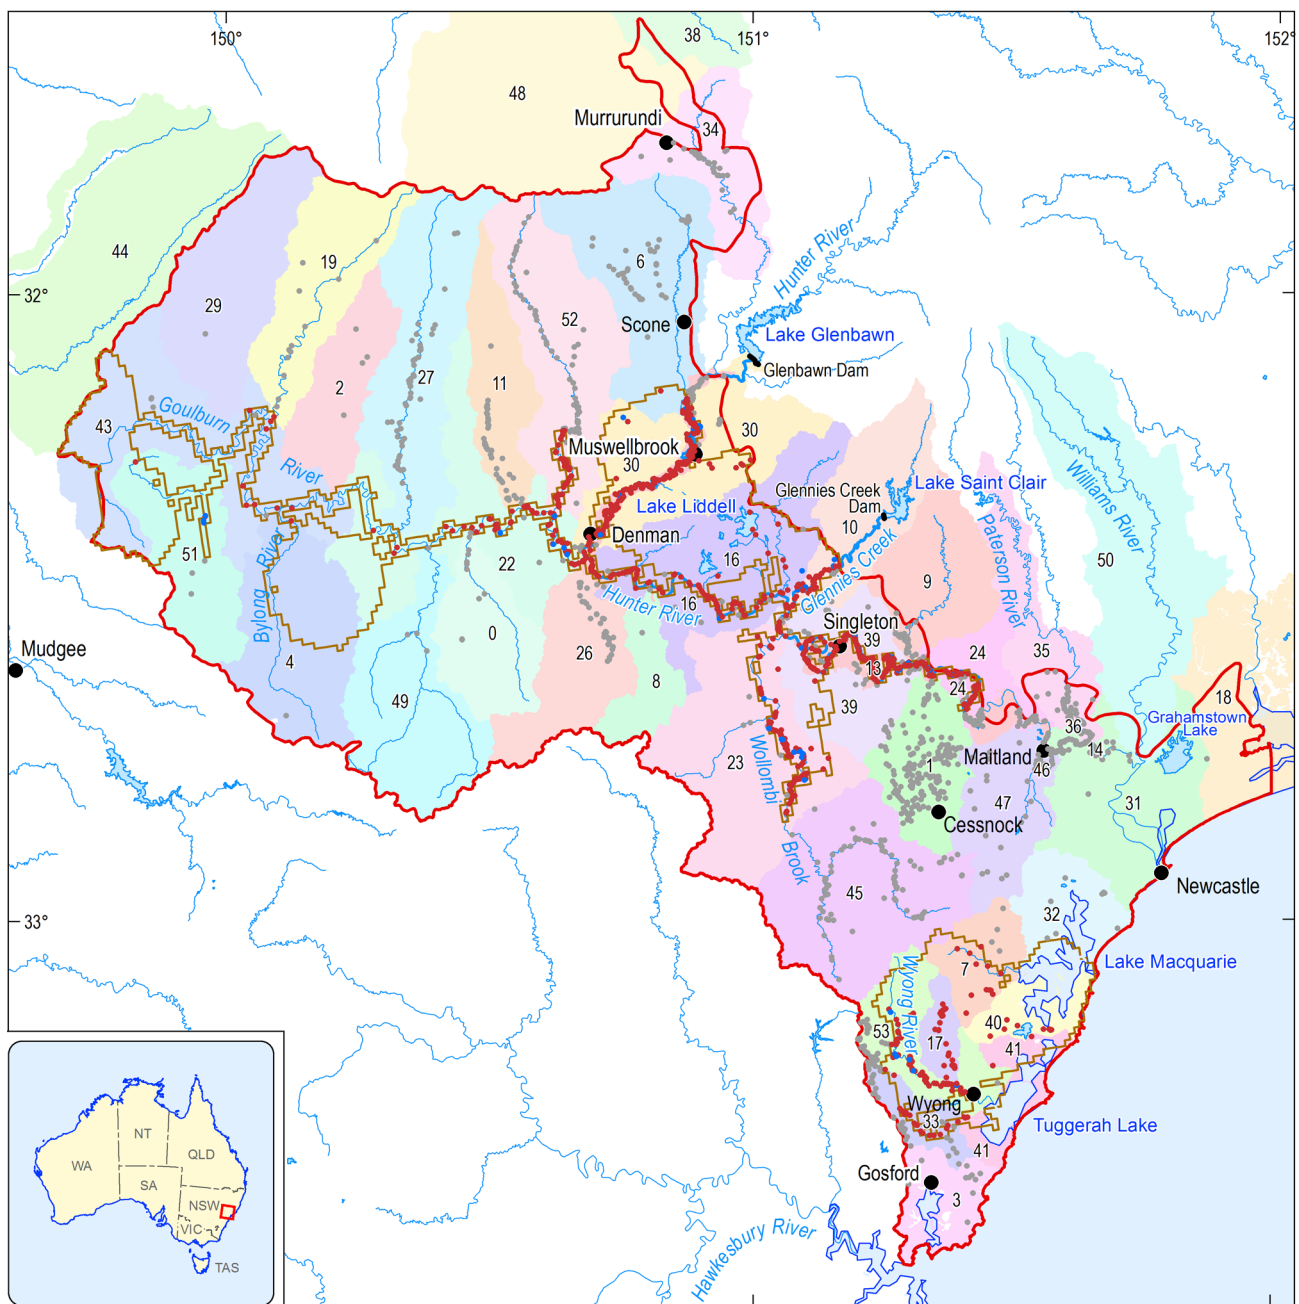 150°
151°
152°
38
48
Murrurundi
34
44
Hunter River
19
6
32°
29
Scone
52
Lake Glenbawn
Glenbawn Dam
27
11
2
Goulburn
43
30
Muswellbrook
30
River
Williams River
Lake Saint Clair
Glennies Creek
Dam
Lake Liddell
10
Paterson River
Denman
51
River
22
16
50
Glennies Creek
9
Hunter River
16
Bylong
Singleton
0
39
Mudgee
26
4
13
24
35
8
24
49
39
18
36
Grahamstown
Lake
14
Wollombi
23
Maitland
46
1
47
31
Cessnock
Brook
45
Newcastle
32
33°
Lake Macquarie
7
Wyong River
40
53
17
41
Wyong
33
Tuggerah Lake
41
Gosford
3
Hawkesbury River
NT
QLD
WA
SA
NSW
VIC
TAS